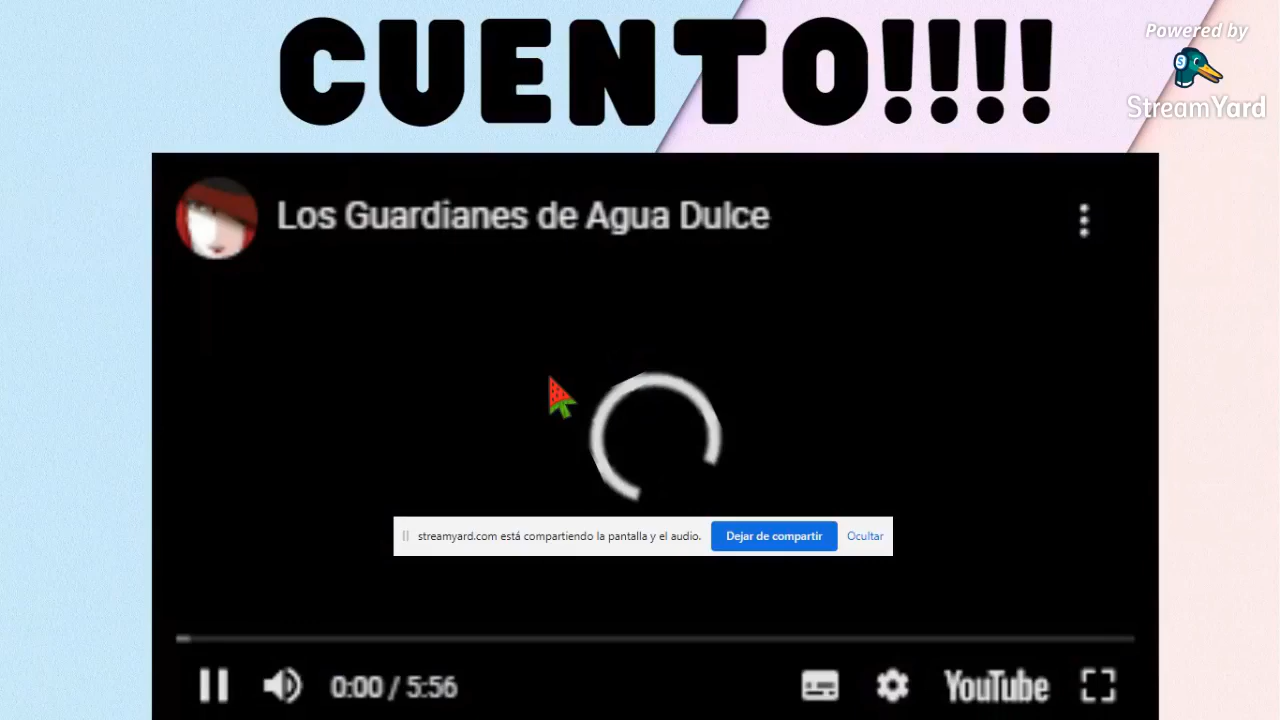 CUENTO!!!!
Powered by
StreamYard
Los Guardianes de Agua Dulce
streamyard.com está compartiendo la pantalla y el audio.
Dejar de compartir
Ocultar
0:00 / 5:56
YouTube